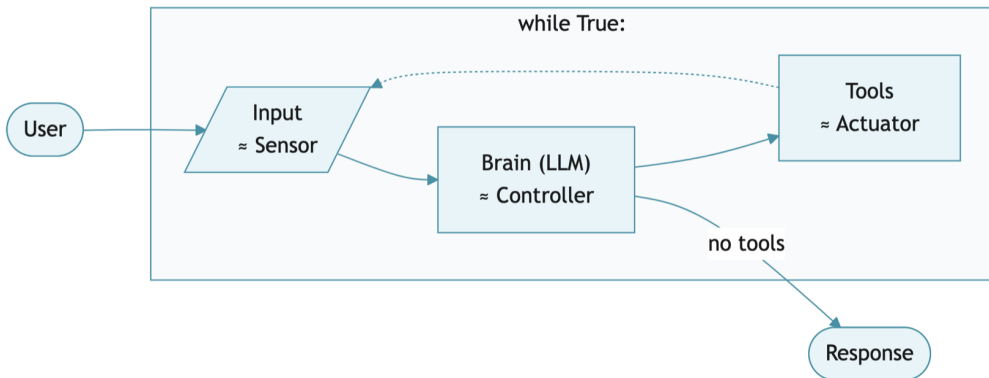 while True:
User
Input
≈ Sensor
Brain (LLM)
≈ Controller
Tools
≈ Actuator
no tools
Response